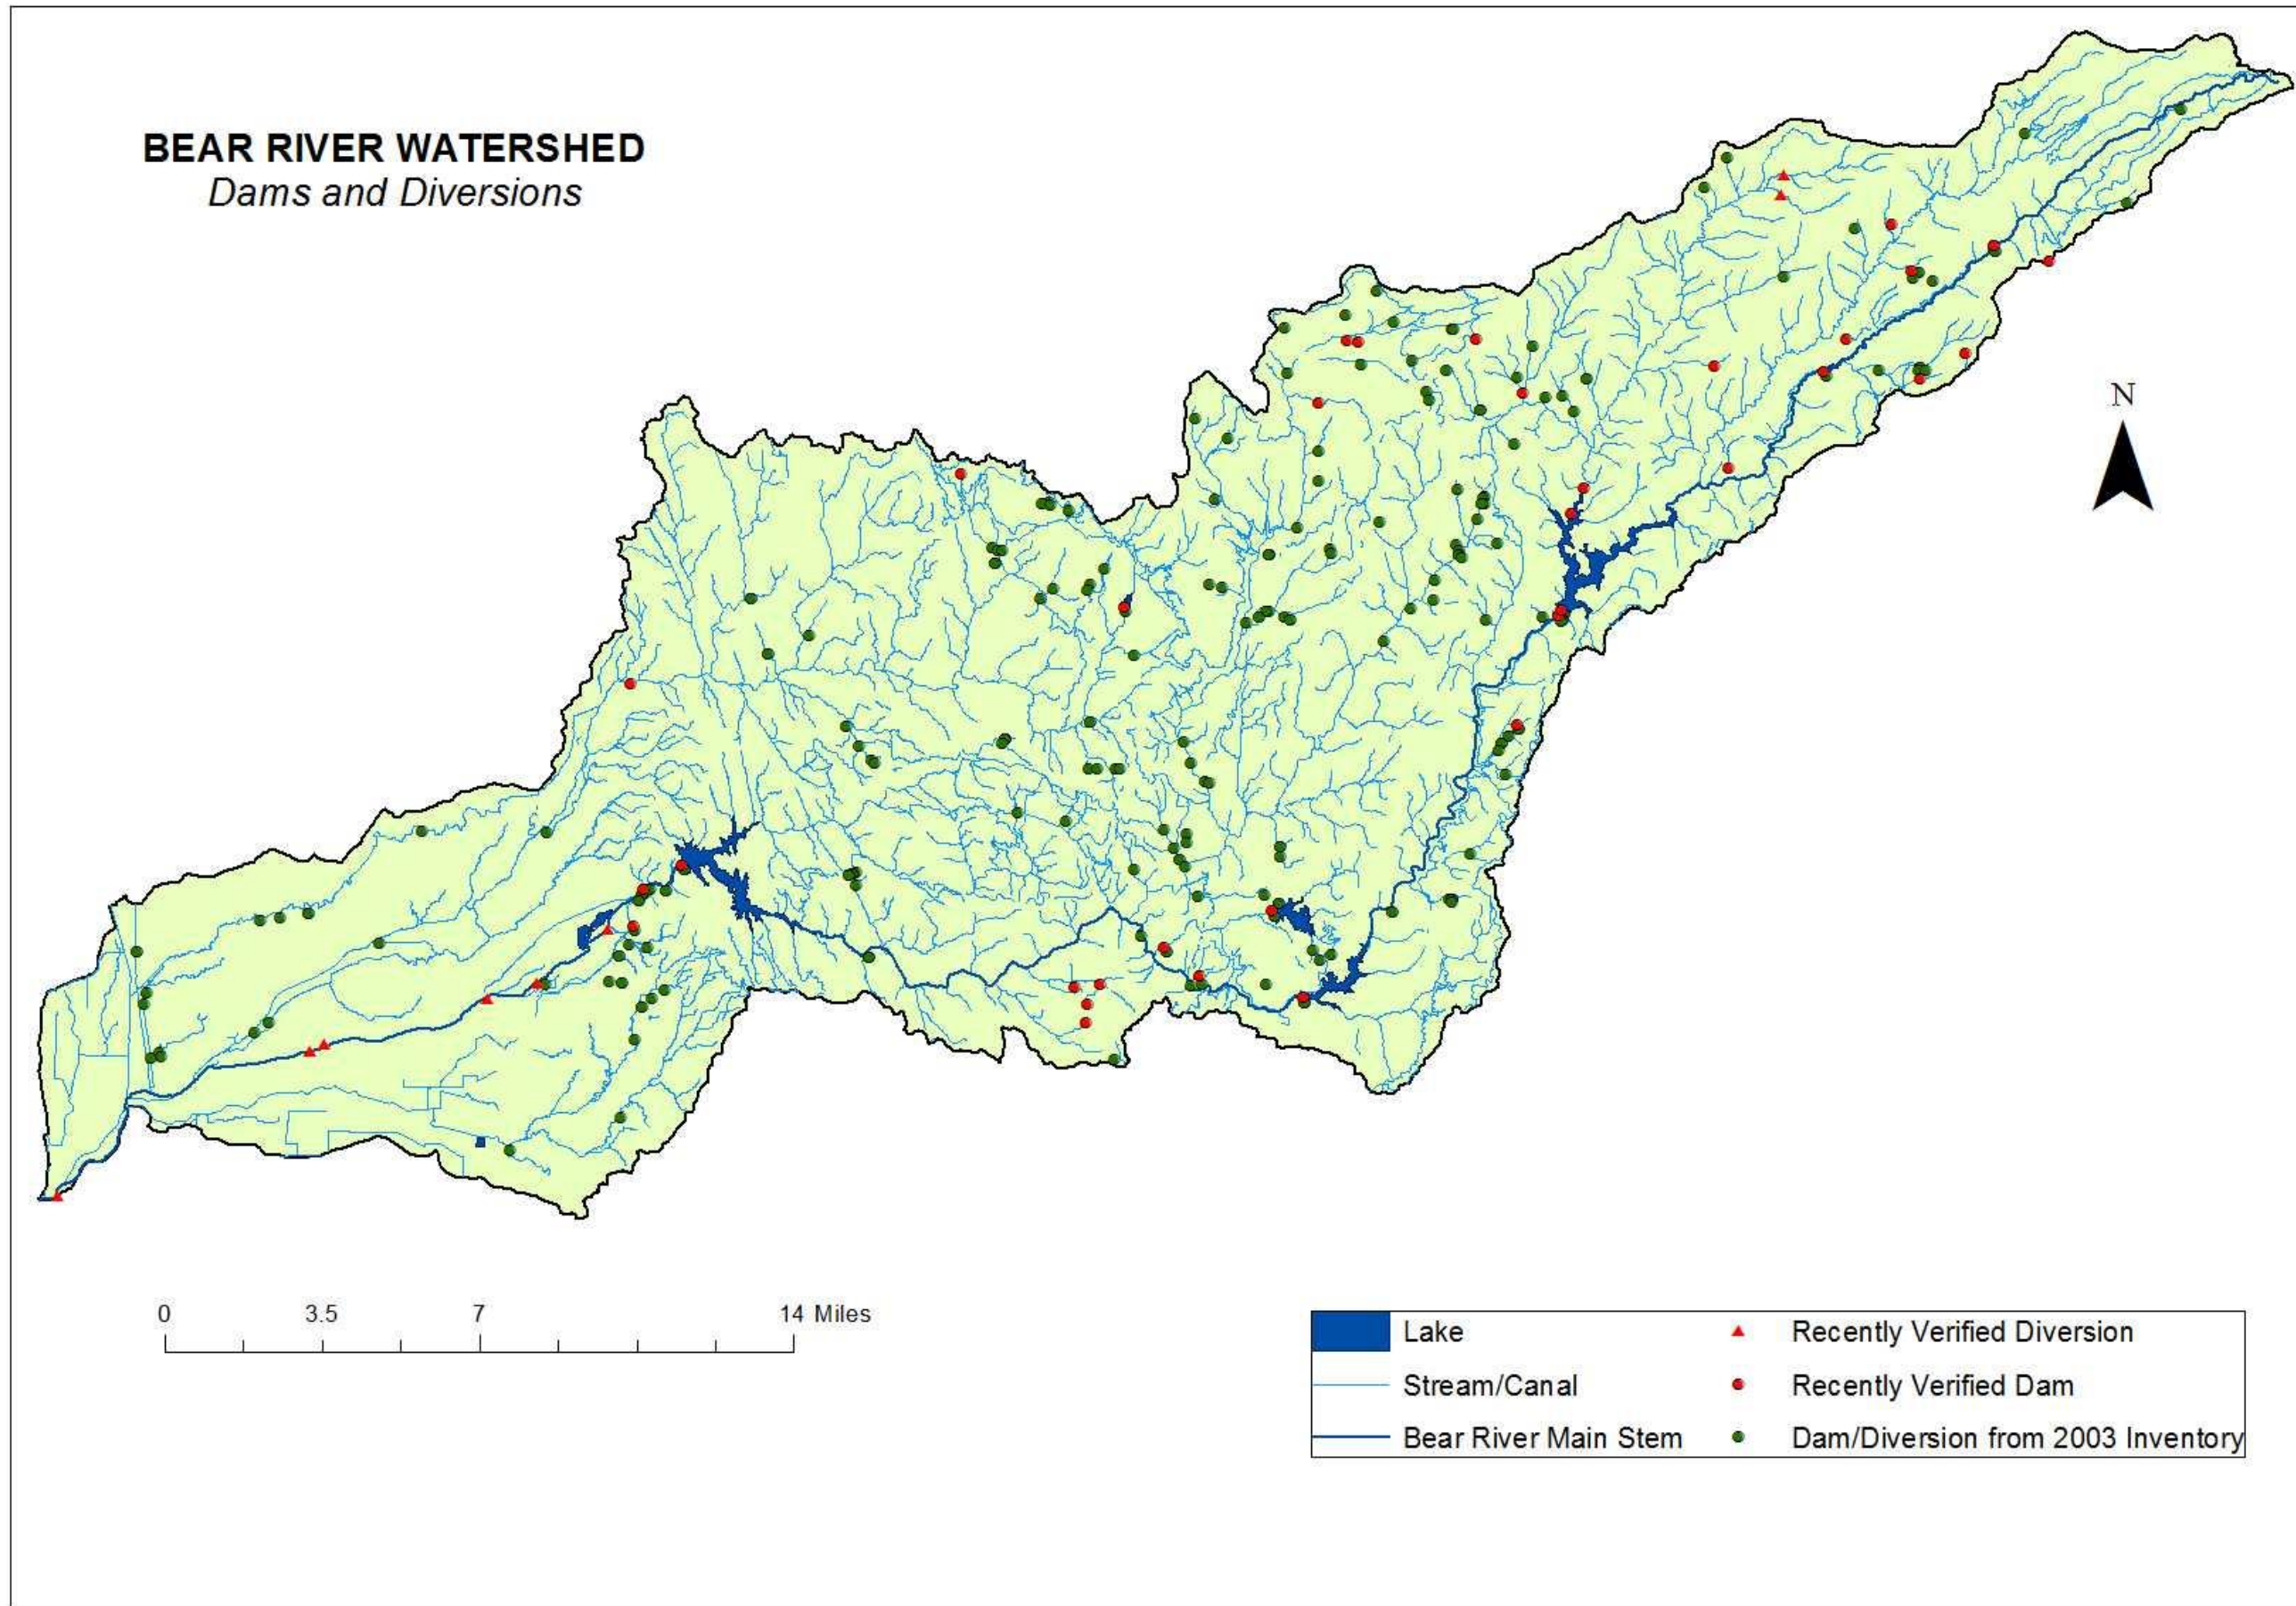 BEAR RIVER WATERSHED
Dams and Diversions
N
0 3.5 7 14 Miles
Lake
Stream/Canal
Bear River Main Stem
Recently Verified Diversion
Recently Verified Dam
Dam/Diversion from 2003 Inventory